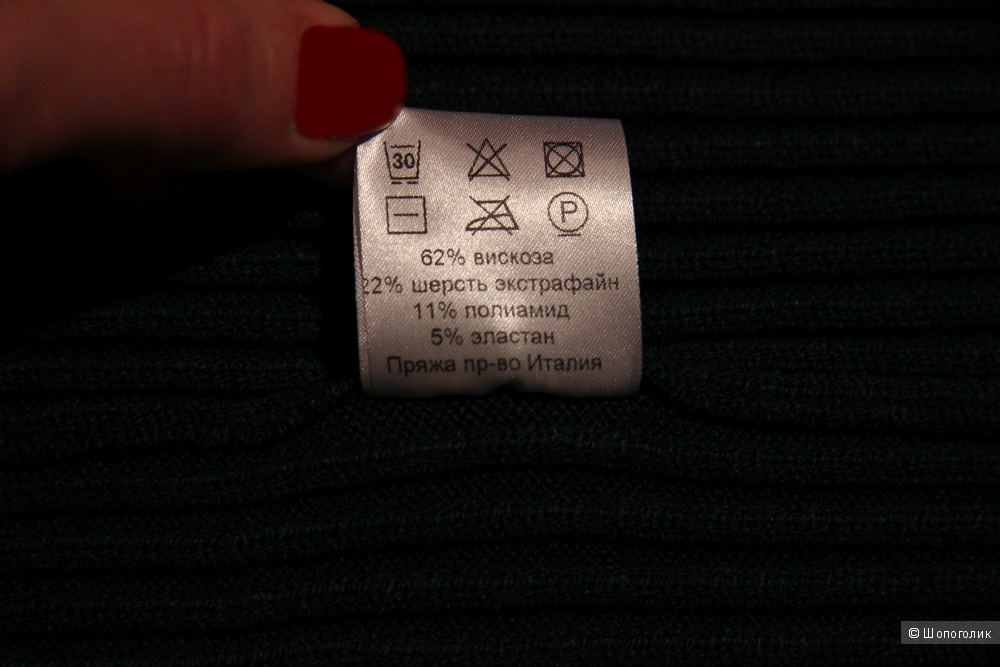 30
P
62% вискоза
22% шерсть экстрафайн
11% полиамид
5% эластан
Пряжа пр-во Италия
© Шопоголик